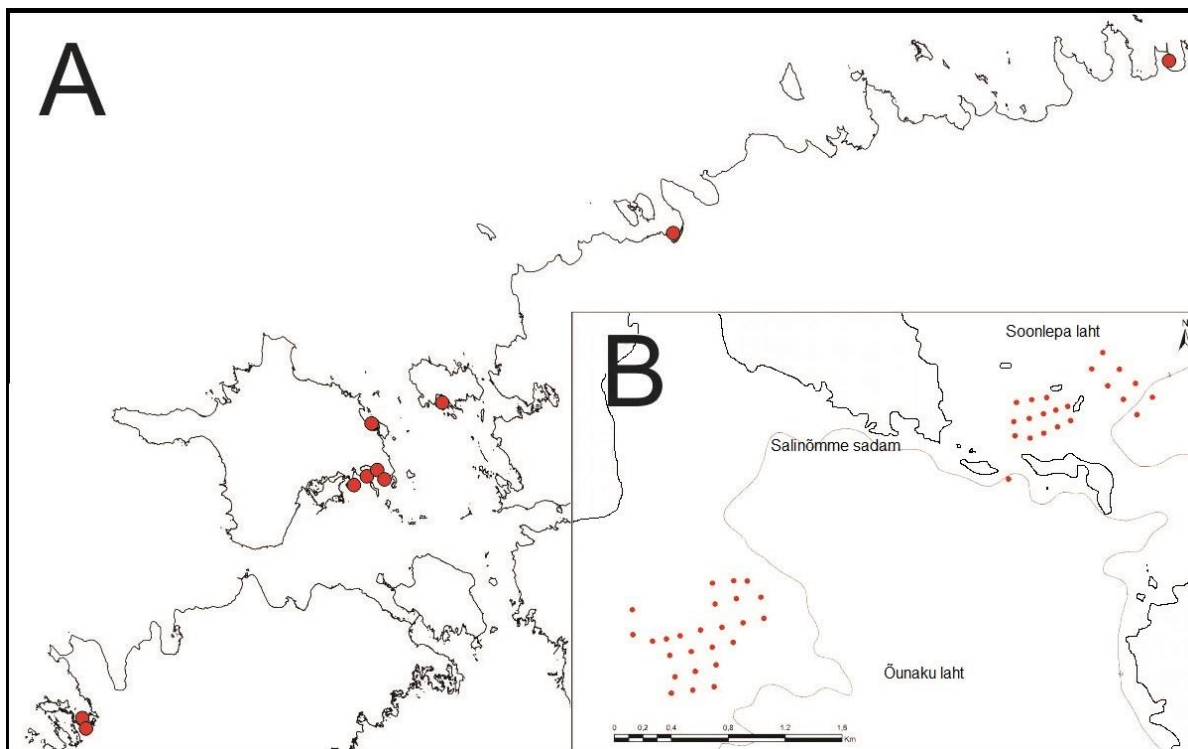 A
B
Soonlepa laht
N
Salinõmme sadam
Õunaku laht
0 0,2 0,4 0,8 1,2 1,6
Km